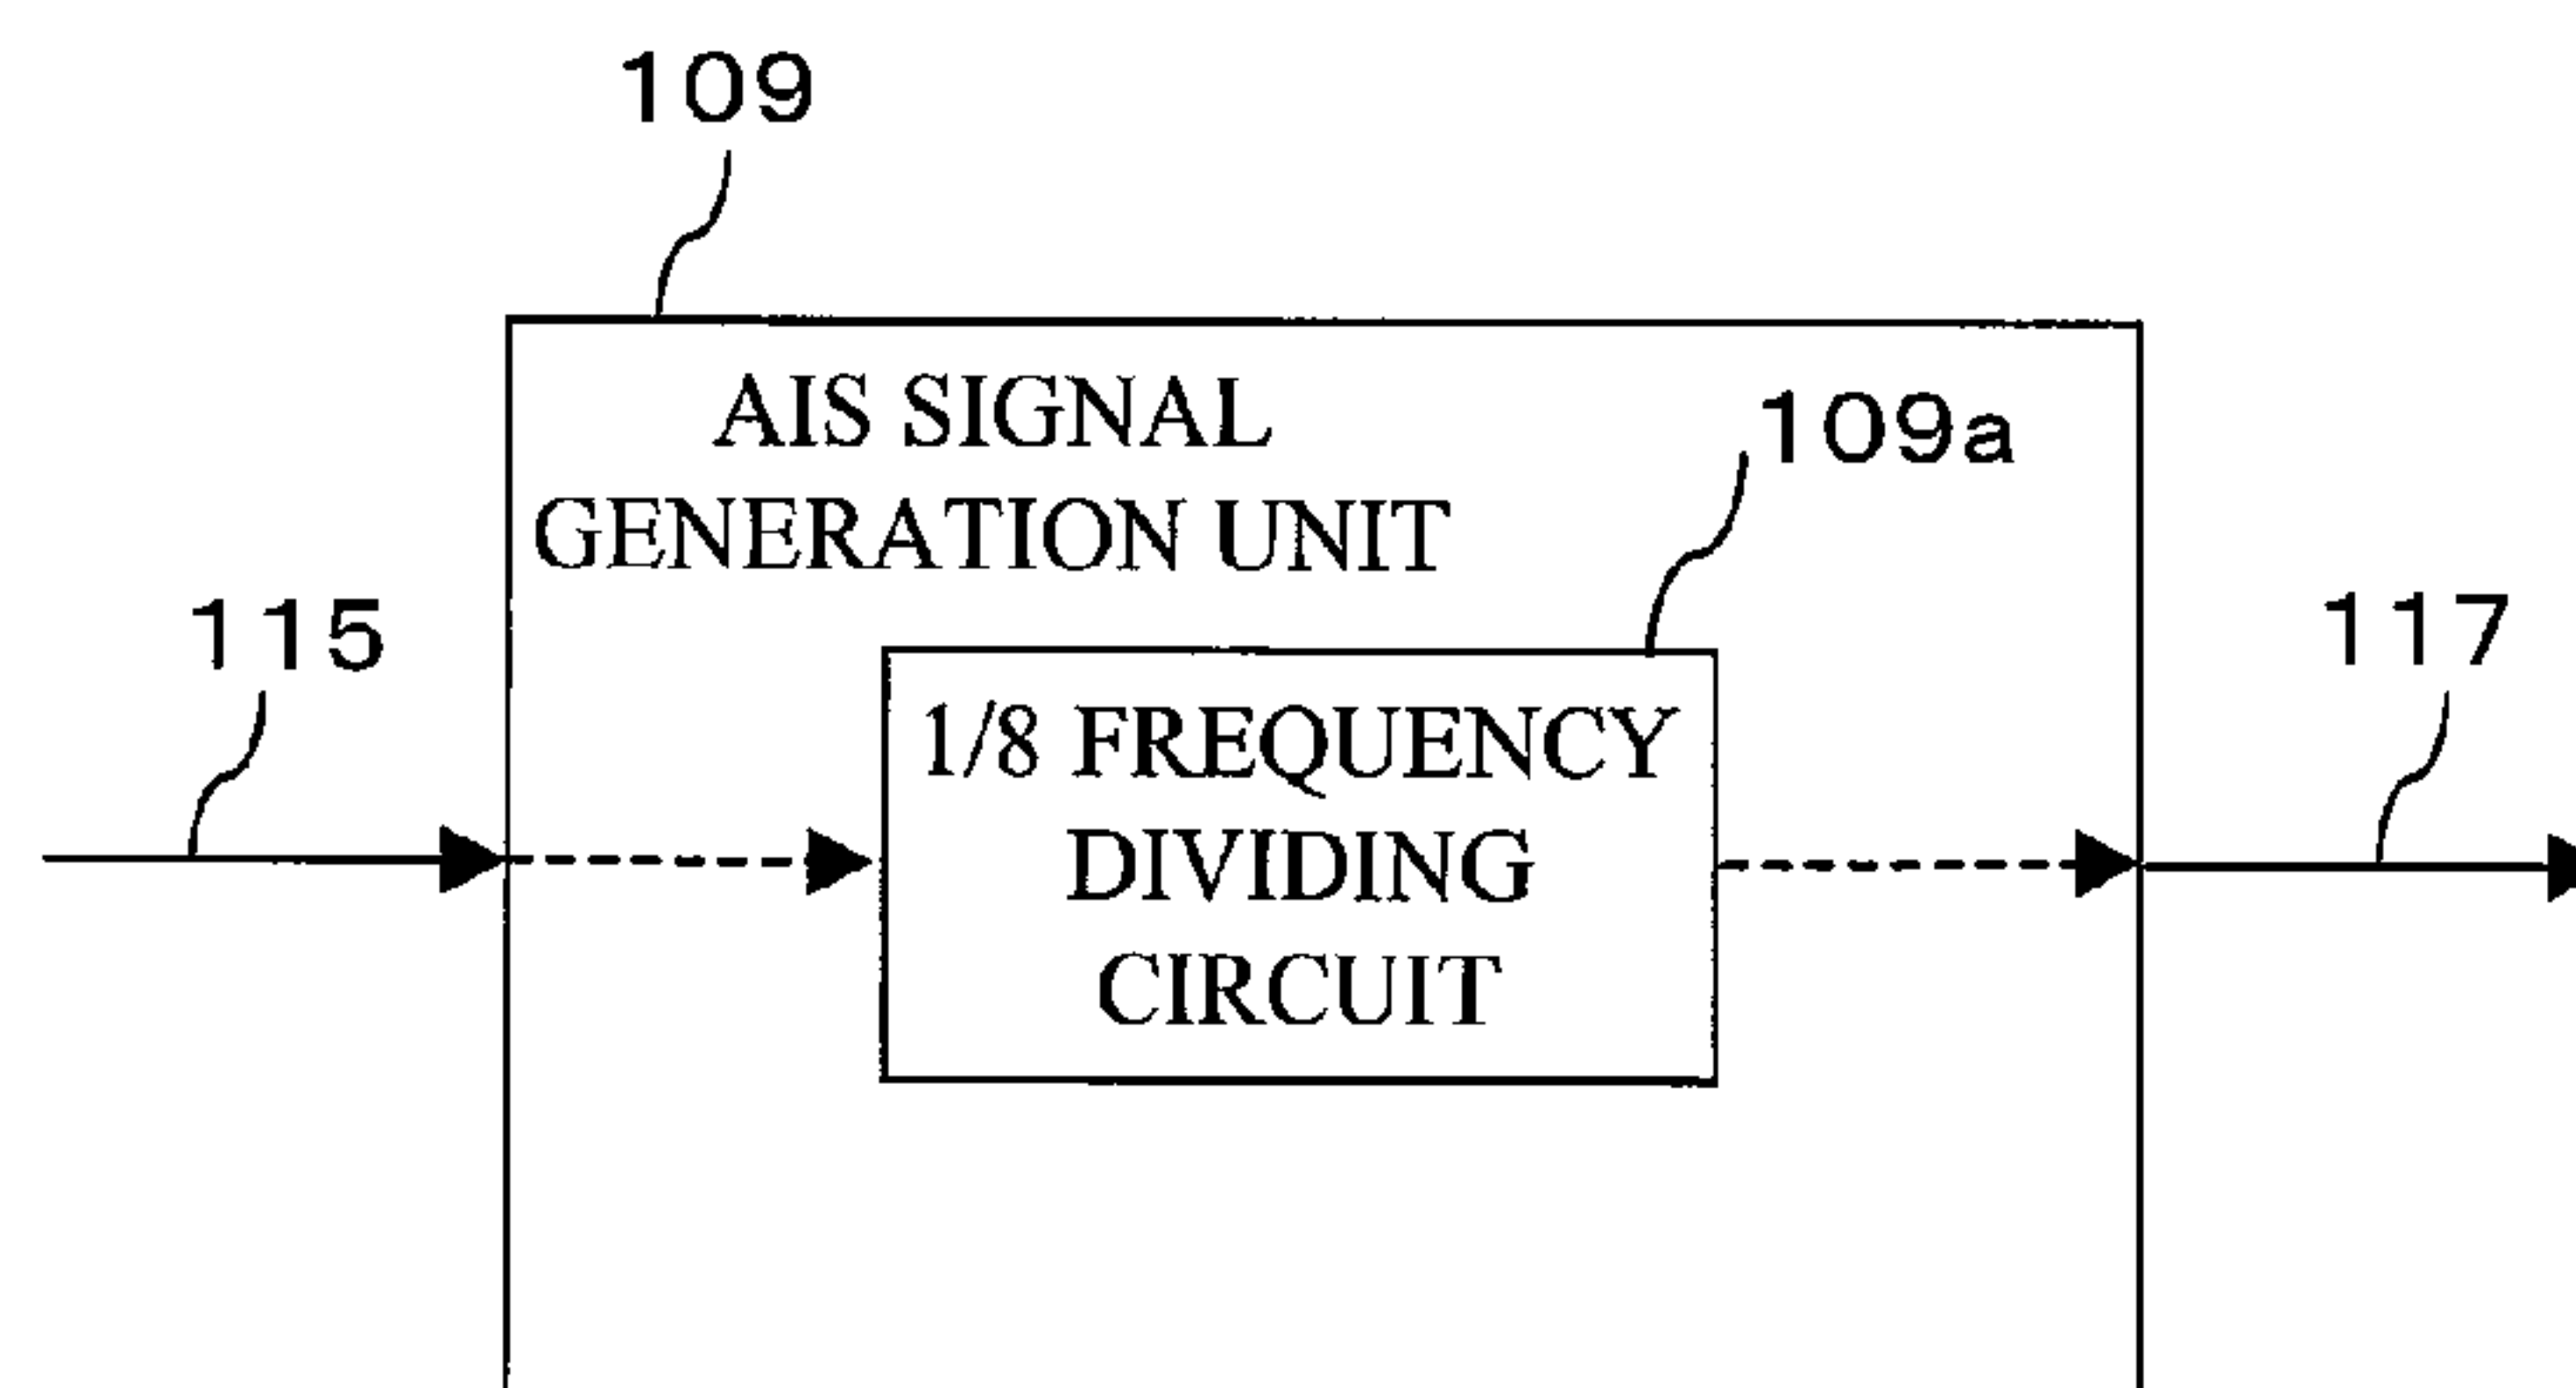 109
AIS SIGNAL
GENERATION UNIT
109a
115
117
1/8 FREQUENCY
DIVIDING
CIRCUIT